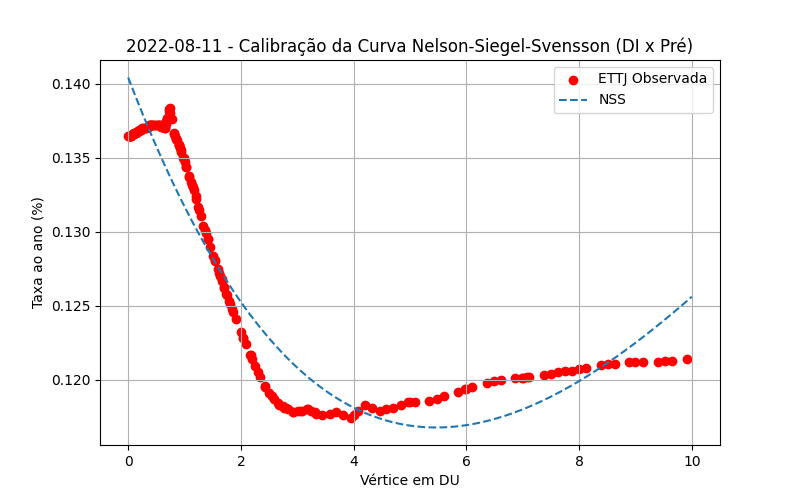 2022-08-11 - Calibração da Curva Nelson-Siegel-Svensson (DI x Pré)
ETTJ Observada
NSS
Taxa ao ano (%)
0.140
0.135
0.130
0.125
0.120
0 2 4 6 8 10
Vértice em DU